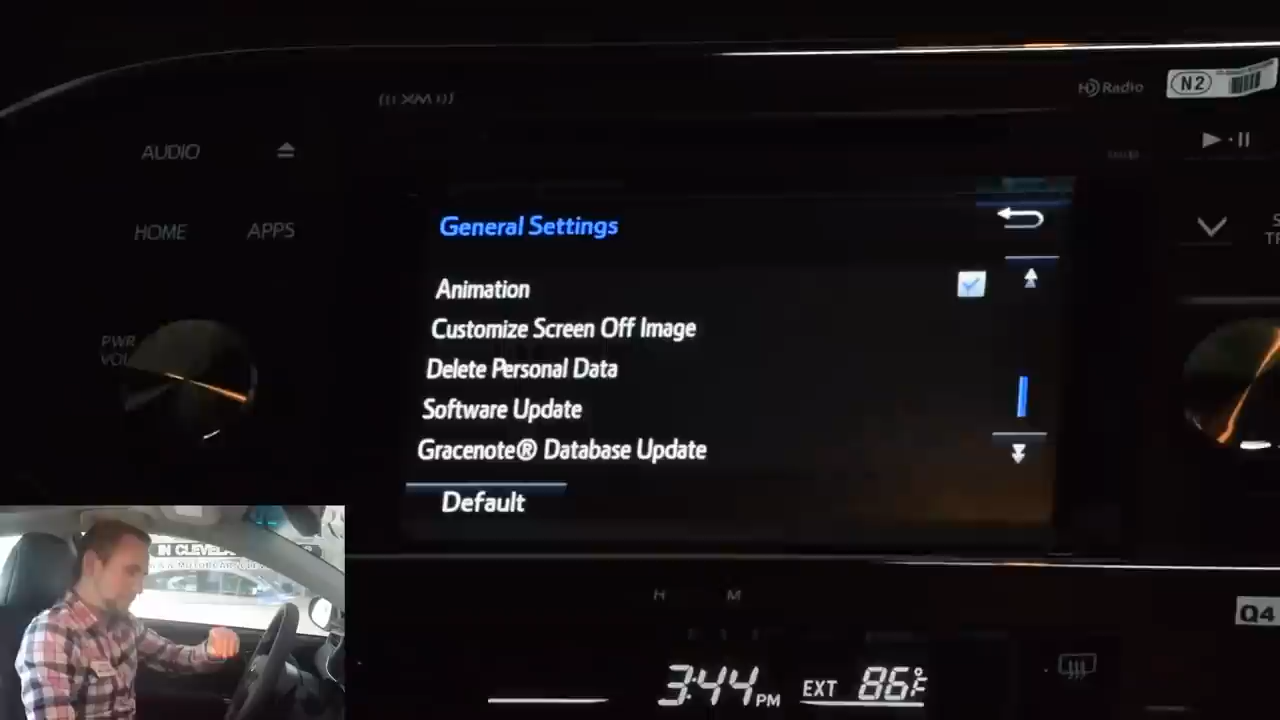 XM
HD Radio
N2
AUDIO
HOME
APPS
General Settings
Animation
Customize Screen Off Image
Delete Personal Data
Software Update
Gracenote® Database Update
Default
PWR
VOL
IN CLEVEL
H
M
Q4
3:44 PM
EXT 86°F